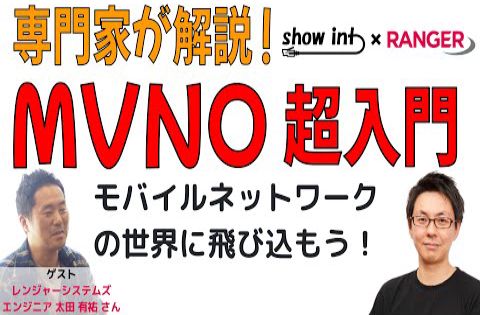 専門家が解説！
show int × RANGER
MVNO 超入門
モバイルネットワーク
の世界に飛び込もう！
ゲスト
レンジャーシステムズ
エンジニア 太田 有祐 さん